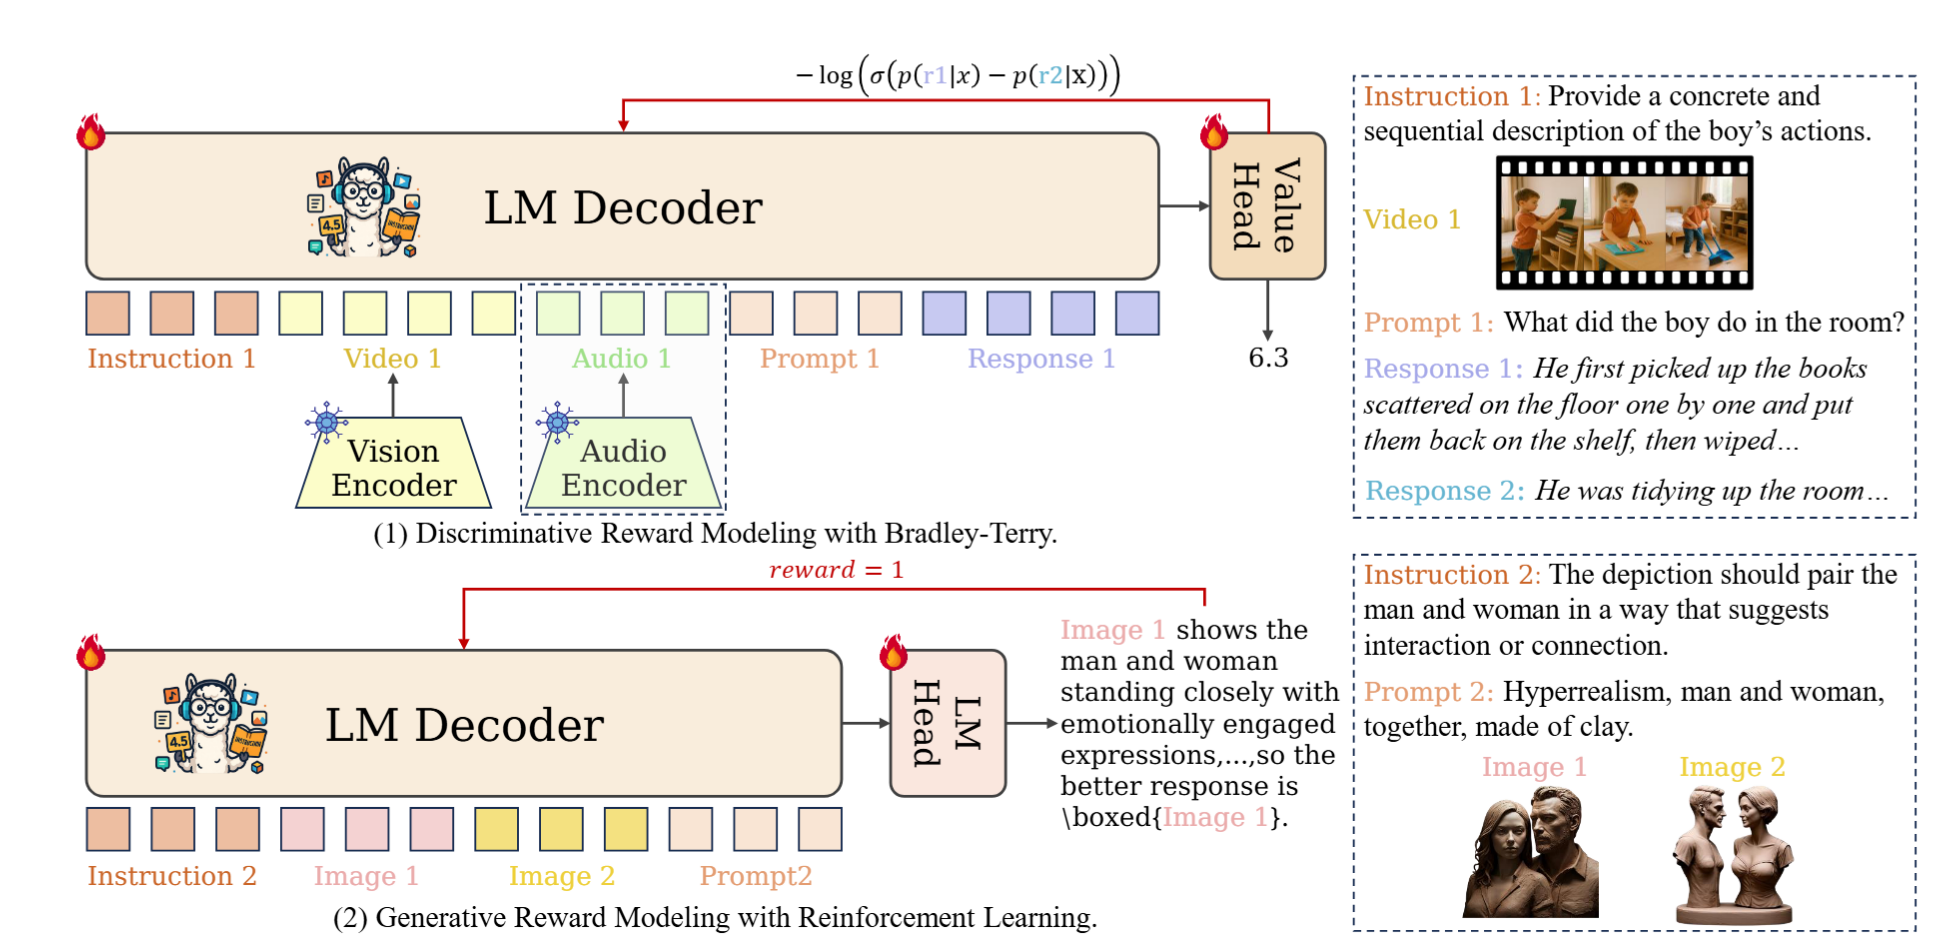 − log(σ(p(r1|x) − p(r2|x)))
LM Decoder
Value
Head
4.5
INSTRUCTION
Instruction 1
Video 1
Audio 1
Prompt 1
Response 1
6.3
Vision
Encoder
Audio
Encoder
(1) Discriminative Reward Modeling with Bradley-Terry.
Instruction 1: Provide a concrete and
sequential description of the boy’s actions.
Video 1
Prompt 1: What did the boy do in the room?
Response 1: He first picked up the books
scattered on the floor one by one and put
them back on the shelf, then wiped…
Response 2: He was tidying up the room…
reward = 1
LM Decoder
LM
Head
4.5
INSTRUCTION
Image 1 shows the
man and woman
standing closely with
emotionally engaged
expressions,...,so the
better response is
\boxed{Image 1}.
Instruction 2
Image 1
Image 2
Prompt2
(2) Generative Reward Modeling with Reinforcement Learning.
Instruction 2: The depiction should pair the
man and woman in a way that suggests
interaction or connection.
Prompt 2: Hyperrealism, man and woman,
together, made of clay.
Image 1
Image 2